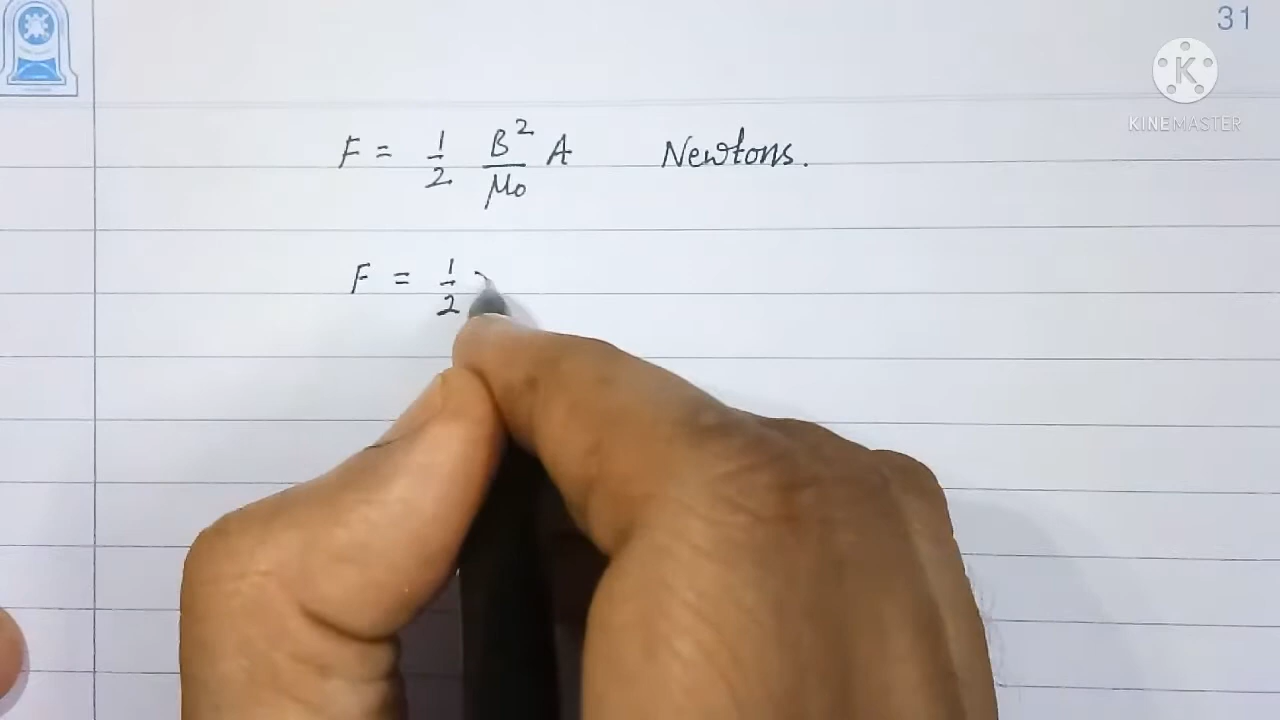 31
K
KINEMASTER
F = 1/2 B²/μ₀ A Newtons.
F = 1/2